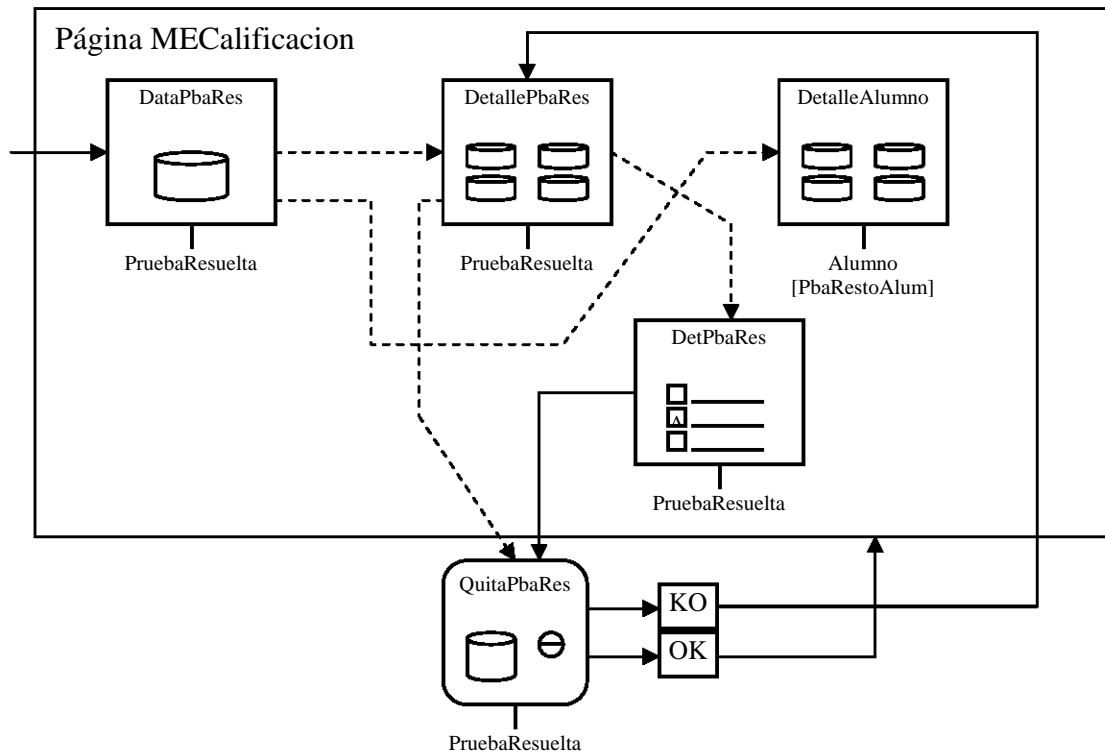 Página MECalificacion
DataPbaRes
DetallePbaRes
DetalleAlumno
PruebaResuelta
PruebaResuelta
Alumno
[PbaRestoAlum]
DetPbaRes
PruebaResuelta
QuitaPbaRes
KO
OK
PruebaResuelta